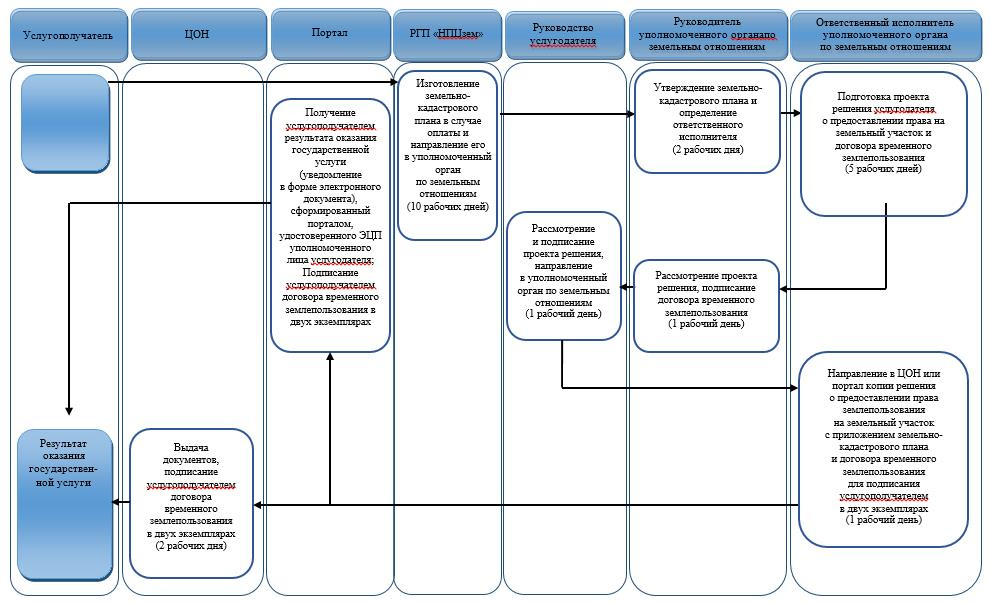 Услугополучатель
ЦОН
Портал
РГП «НПЦзем»
Руководство
услугодателя
Руководитель
уполномоченного органапо
земельным отношениям
Ответственный исполнитель
уполномоченного органа
по земельным отношениям
Получение
услугополучателем
результата оказания
государственной
услуги
(уведомление
в форме электронного
документа),
сформированный
порталом,
удостоверенного ЭЦП
уполномоченного
лица услугодателя;
Подписание
услугополучателем
договора временного
землепользования в
двух экземплярах
Изготовление
земельно-
кадастрового
плана в случае
оплаты и
направление его
в уполномоченный
орган
по земельным
отношениям
(10 рабочих дней)
Утверждение земельно-
кадастрового плана и
определение
ответственного
исполнителя
(2 рабочих дня)
Подготовка проекта
решения услугодателя
о предоставлении права на
земельный участок и
договора временного
землепользования
(5 рабочих дней)
Рассмотрение
и подписание
проекта решения,
направление
в уполномоченный
орган по земельным
отношениям
(1 рабочий день)
Рассмотрение проекта
решения, подписание
договора временного
землепользования
(1 рабочий день)
Направление в ЦОН или
портал копии решения
о предоставлении права
землепользования
на земельный участок
с приложением земельно-
кадастрового плана
и договора временного
землепользования
для подписания
услугополучателем
в двух экземплярах
(1 рабочий день)
Результат
оказания
государствен-
ной услуги
Выдача
документов,
подписание
услугополучателем
договора
временного
землепользования
в двух экземплярах
(2 рабочих дня)